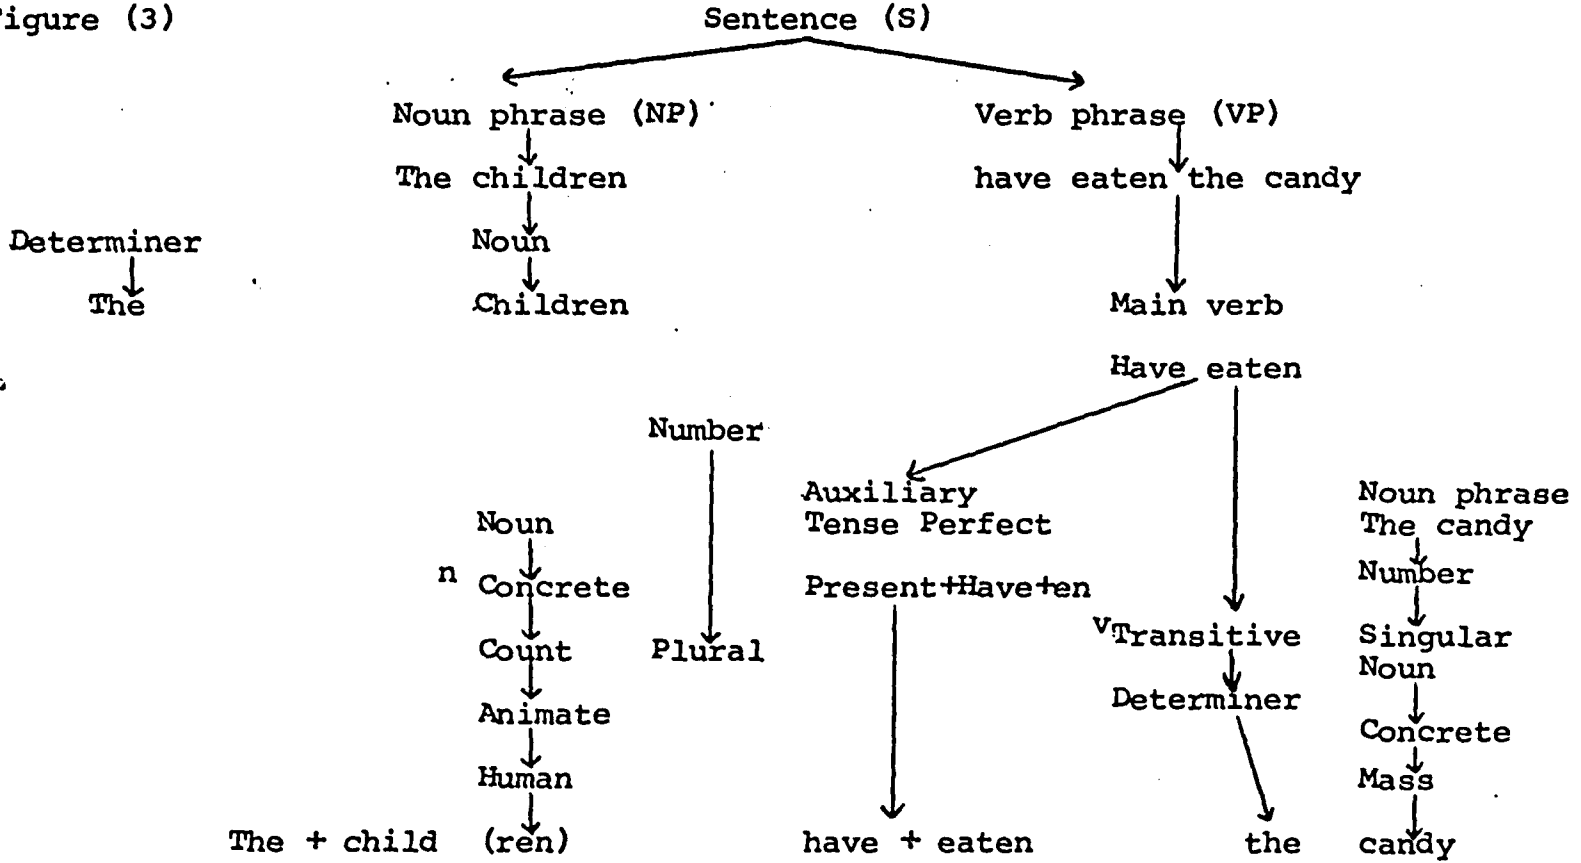 igure (3)
Sentence (S)
Noun phrase (NP) Verb phrase (VP)
The children have eaten the candy
Determiner Noun
The Children Main verb
Have eaten
Number
Auxiliary Noun phrase
Noun Tense Perfect The candy
n Concrete Present+Have+en Number
Count Plural vTransitive Singular
Noun
Animate Determiner
Concrete
Human Mass
The + child (ren) have + eaten the candy